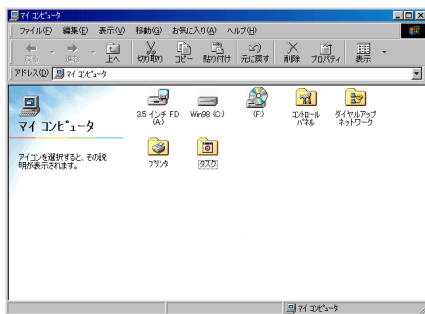 マイ コンピュータ
ファイル(F) 編集(E) 表示(V) 移動(G) お気に入り(A) ヘルプ(H)
戻る 進む 上へ 切り取り コピー 貼り付け 元に戻す 削除 プロパティ 表示
アドレス(D) マイ コンピュータ
マイ コンピュータ
アイコンを選択すると、その説
明が表示されます。
3.5 インチ FD
(A:)
Win98 (C:)
(F:)
コントロール
パネル
ダイヤルアップ
ネットワーク
プリンタ
タスク
マイ コンピュータ